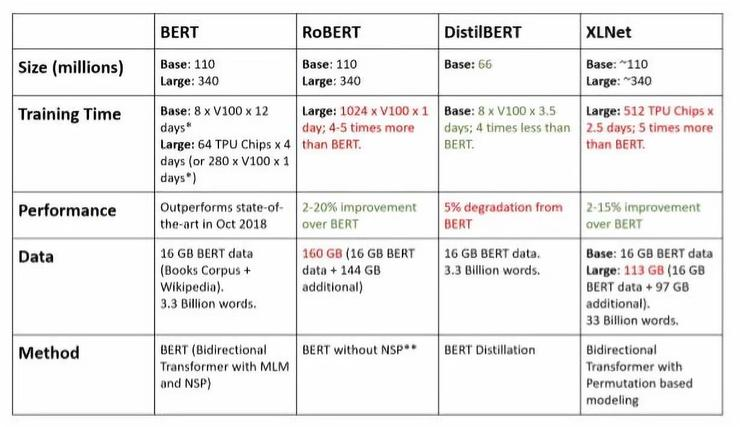 BERT RoBERT DistilBERT XLNet
Size (millions)
Base: 110
Large: 340
Base: 110
Large: 340
Base: 66
Base: ~110
Large: ~340
Training Time
Base: 8 x V100 x 12
days*
Large: 64 TPU Chips x 4
days (or 280 x V100 x 1
days*)
Large: 1024 x V100 x 1
day; 4-5 times more
than BERT.
Base: 8 x V100 x 3.5
days; 4 times less than
BERT.
Large: 512 TPU Chips x
2.5 days; 5 times more
than BERT.
Performance
Outperforms state-of-
the-art in Oct 2018
2-20% improvement
over BERT
5% degradation from
BERT
2-15% improvement
over BERT
Data
16 GB BERT data
(Books Corpus +
Wikipedia).
3.3 Billion words.
160 GB (16 GB BERT
data + 144 GB
additional)
16 GB BERT data.
3.3 Billion words.
Base: 16 GB BERT data
Large: 113 GB (16 GB
BERT data + 97 GB
additional).
33 Billion words.
Method
BERT (Bidirectional
Transformer with MLM
and NSP)
BERT without NSP**
BERT Distillation
Bidirectional
Transformer with
Permutation based
modeling